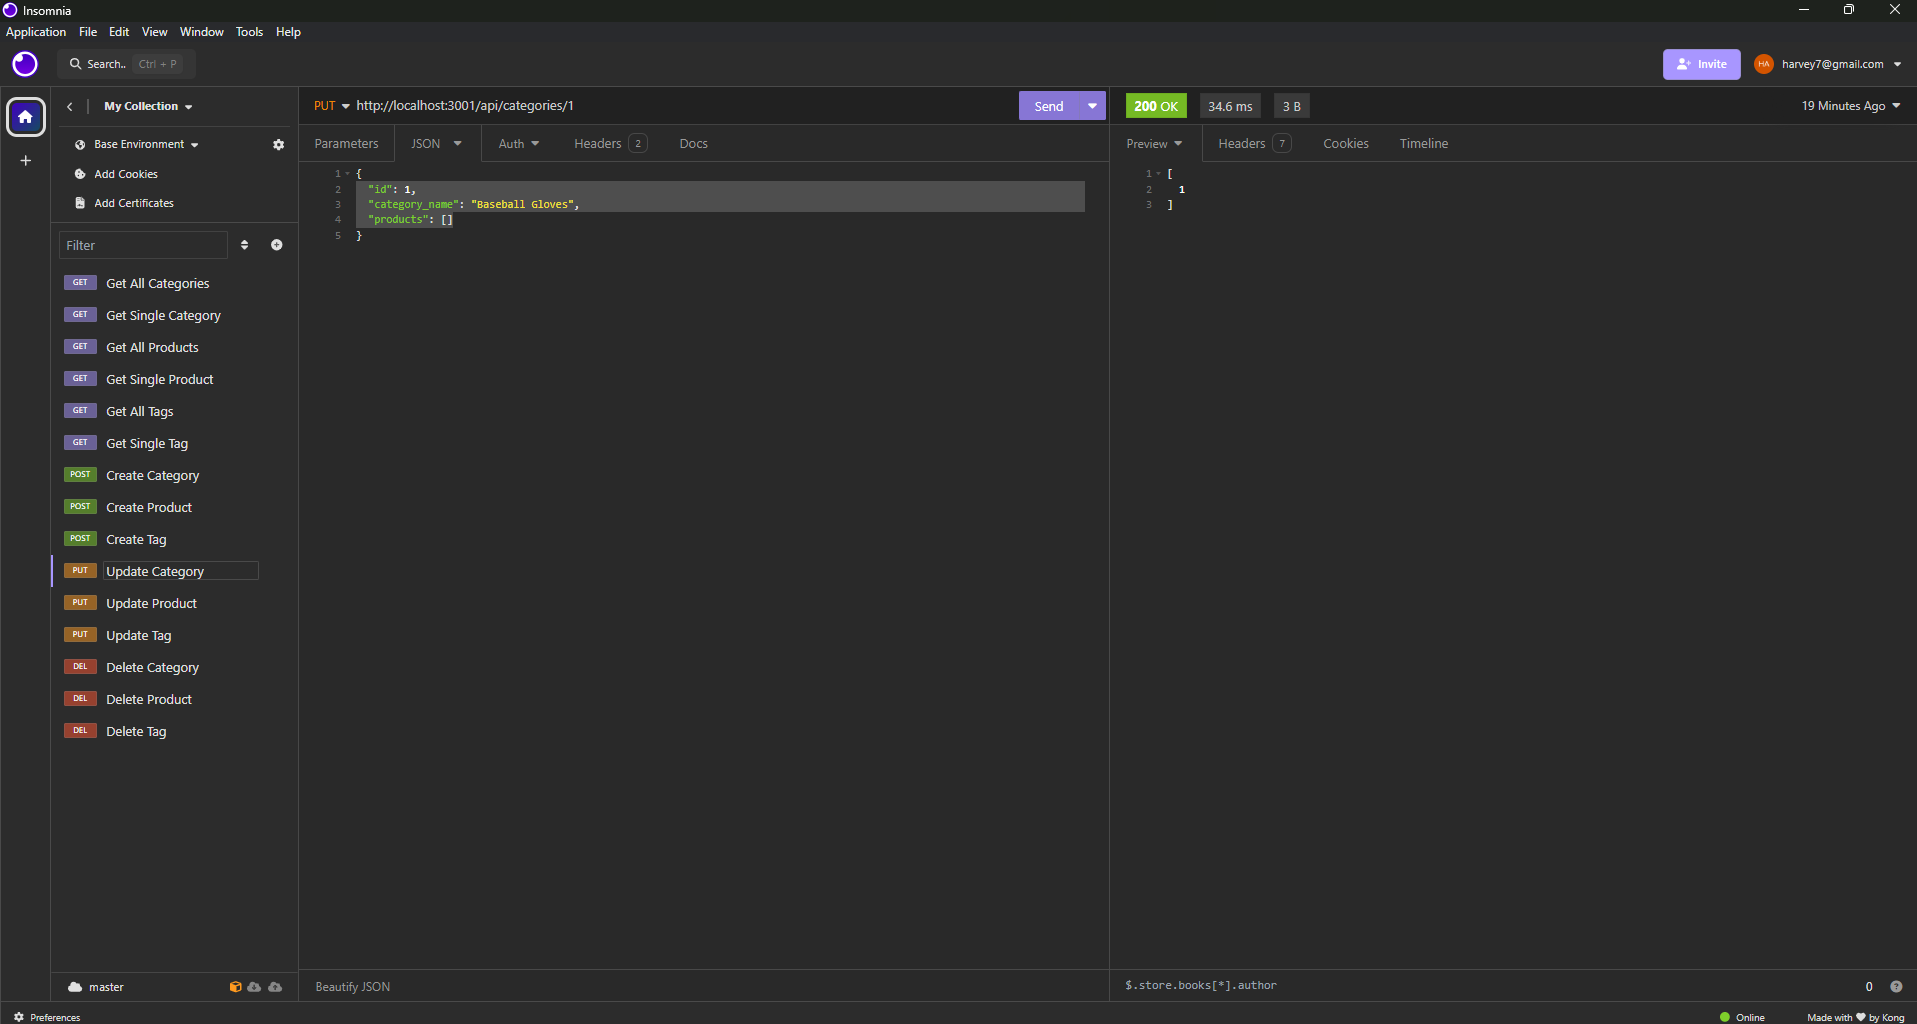 Insomnia
Application File Edit View Window Tools Help
Search.. Ctrl + P
Invite HA harvey7@gmail.com
My Collection
Base Environment
Add Cookies
Add Certificates
Filter
GET Get All Categories
GET Get Single Category
GET Get All Products
GET Get Single Product
GET Get All Tags
GET Get Single Tag
POST Create Category
POST Create Product
POST Create Tag
PUT Update Category
PUT Update Product
PUT Update Tag
DEL Delete Category
DEL Delete Product
DEL Delete Tag
master
PUT http://localhost:3001/api/categories/1 Send
Parameters JSON Auth Headers 2 Docs
1 {
2 "id": 1,
3 "category_name": "Baseball Gloves",
4 "products": []
5 }
Beautify JSON
200 OK 34.6 ms 3 B 19 Minutes Ago
Preview Headers 7 Cookies Timeline
1 [
2 1
3 ]
$.store.books[*].author 0 ?
Preferences Online Made with ♥ by Kong